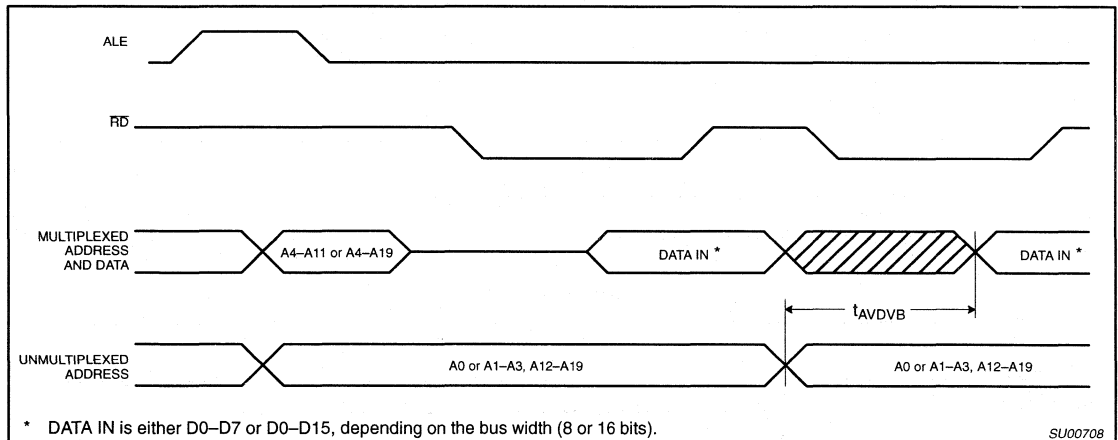 ALE
RD
MULTIPLEXED
ADDRESS
AND DATA
A4–A11 or A4–A19
DATA IN *
DATA IN *
tAVDVB
UNMULTIPLEXED
ADDRESS
A0 or A1–A3, A12–A19
A0 or A1–A3, A12–A19
* DATA IN is either D0–D7 or D0–D15, depending on the bus width (8 or 16 bits).
SU00708